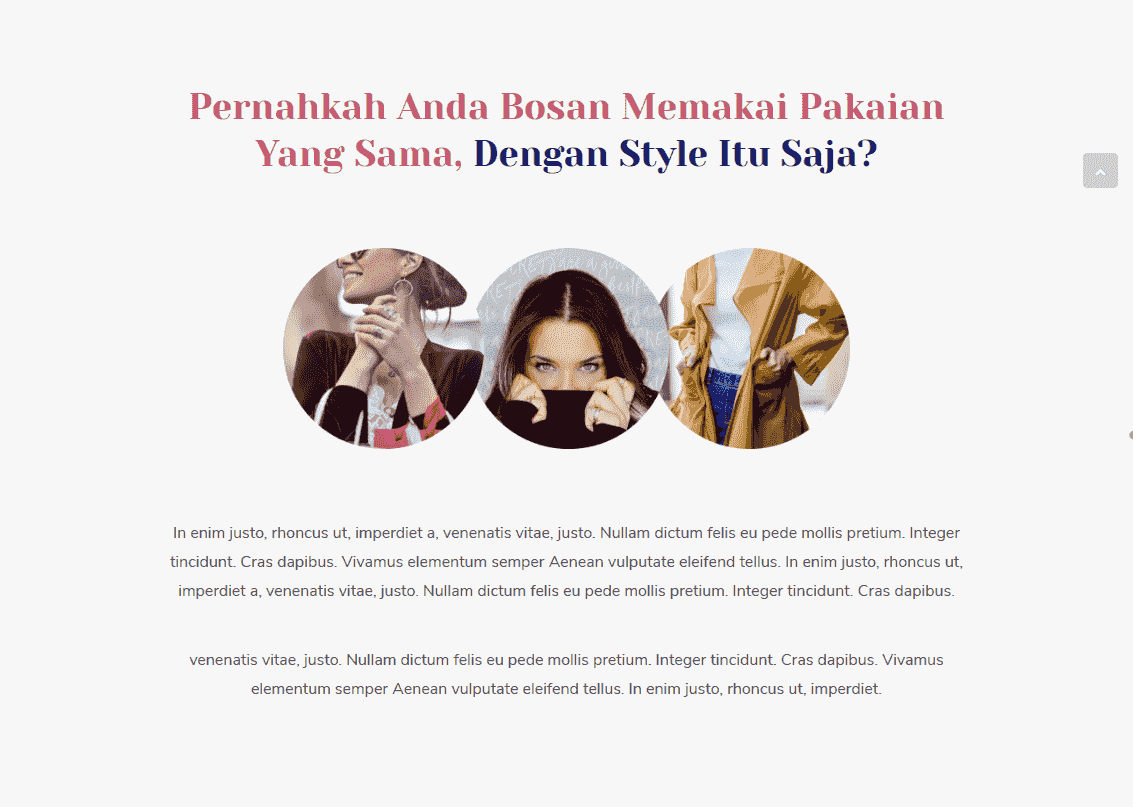 Pernahkah Anda Bosan Memakai Pakaian
Yang Sama, Dengan Style Itu Saja?
In enim justo, rhoncus ut, imperdiet a, venenatis vitae, justo. Nullam dictum felis eu pede mollis pretium. Integer
tincidunt. Cras dapibus. Vivamus elementum semper Aenean vulputate eleifend tellus. In enim justo, rhoncus ut,
imperdiet a, venenatis vitae, justo. Nullam dictum felis eu pede mollis pretium. Integer tincidunt. Cras dapibus.
venenatis vitae, justo. Nullam dictum felis eu pede mollis pretium. Integer tincidunt. Cras dapibus. Vivamus
elementum semper Aenean vulputate eleifend tellus. In enim justo, rhoncus ut, imperdiet.